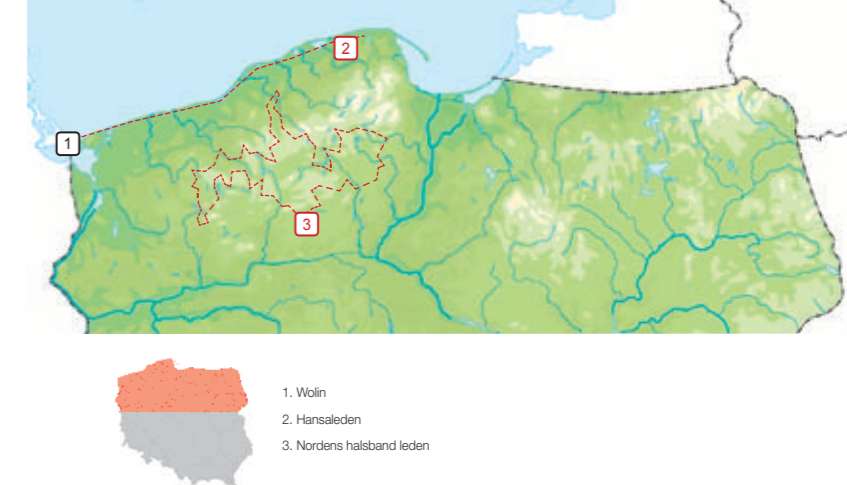 2
1
3
1. Wolin
2. Hansaleden
3. Nordens halsband leden